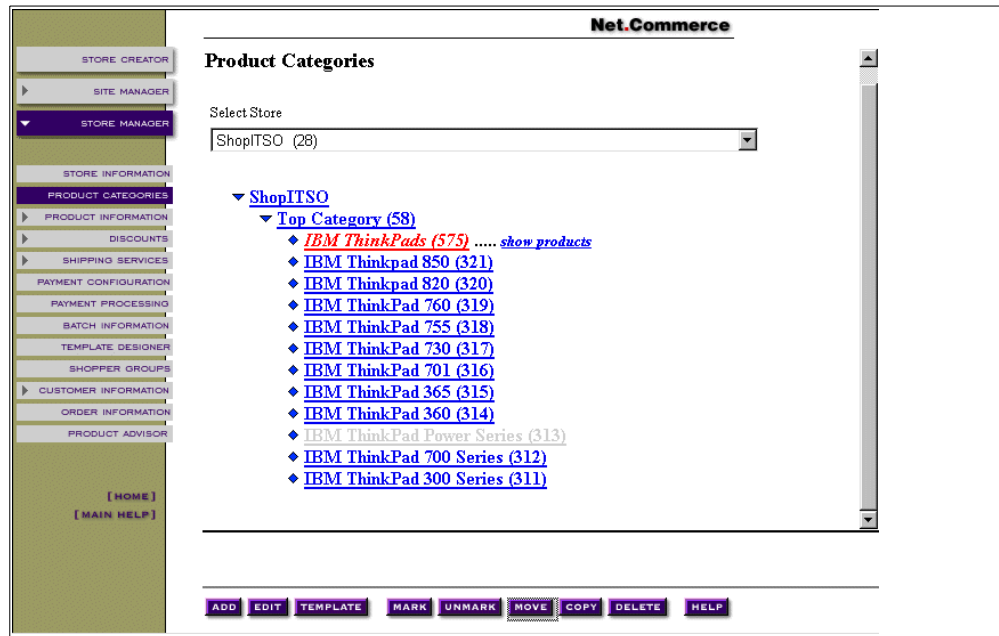 Net.Commerce
STORE CREATOR
SITE MANAGER
STORE MANAGER
STORE INFORMATION
PRODUCT CATEGORIES
PRODUCT INFORMATION
DISCOUNTS
SHIPPING SERVICES
PAYMENT CONFIGURATION
PAYMENT PROCESSING
BATCH INFORMATION
TEMPLATE DESIGNER
SHOPPER GROUPS
CUSTOMER INFORMATION
ORDER INFORMATION
PRODUCT ADVISOR
[HOME]
[MAIN HELP]
Product Categories
Select Store
ShopITSO (28)
ShopITSO
Top Category (58)
IBM ThinkPads (575) ..... show products
IBM Thinkpad 850 (321)
IBM Thinkpad 820 (320)
IBM ThinkPad 760 (319)
IBM ThinkPad 755 (318)
IBM ThinkPad 730 (317)
IBM ThinkPad 701 (316)
IBM ThinkPad 365 (315)
IBM ThinkPad 360 (314)
IBM ThinkPad Power Series (313)
IBM ThinkPad 700 Series (312)
IBM ThinkPad 300 Series (311)
ADD EDIT TEMPLATE MARK UNMARK MOVE COPY DELETE HELP